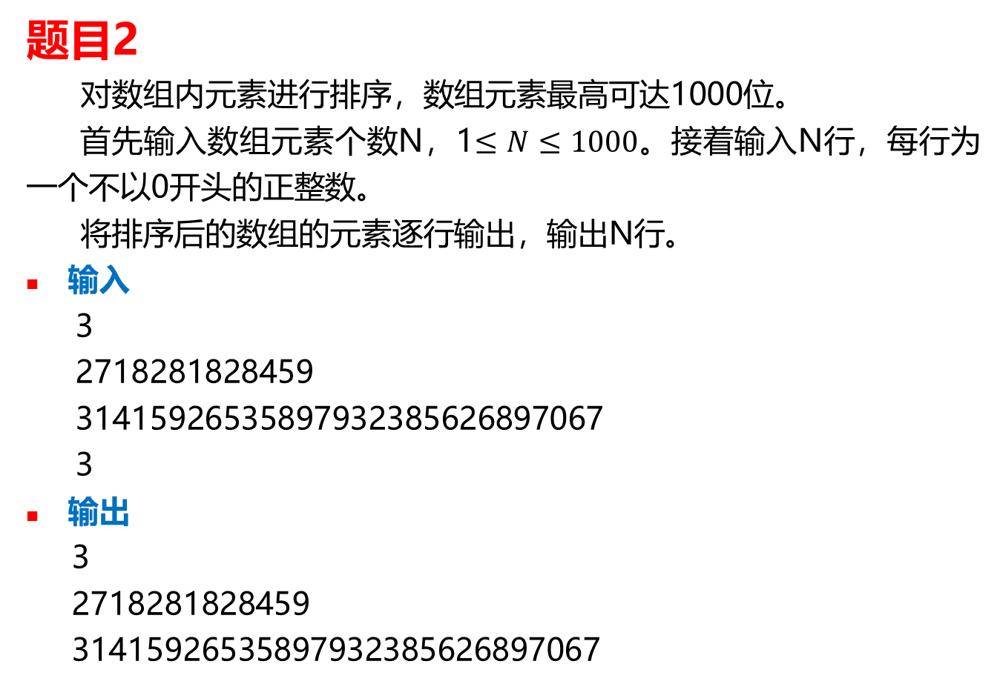 题目2
对数组内元素进行排序，数组元素最高可达1000位。
首先输入数组元素个数N，1≤ N ≤ 1000。接着输入N行，每行为
一个不以0开头的正整数。
将排序后的数组的元素逐行输出，输出N行。
▪ 输入
3
2718281828459
31415926535897932385626897067
3
▪ 输出
3
2718281828459
31415926535897932385626897067